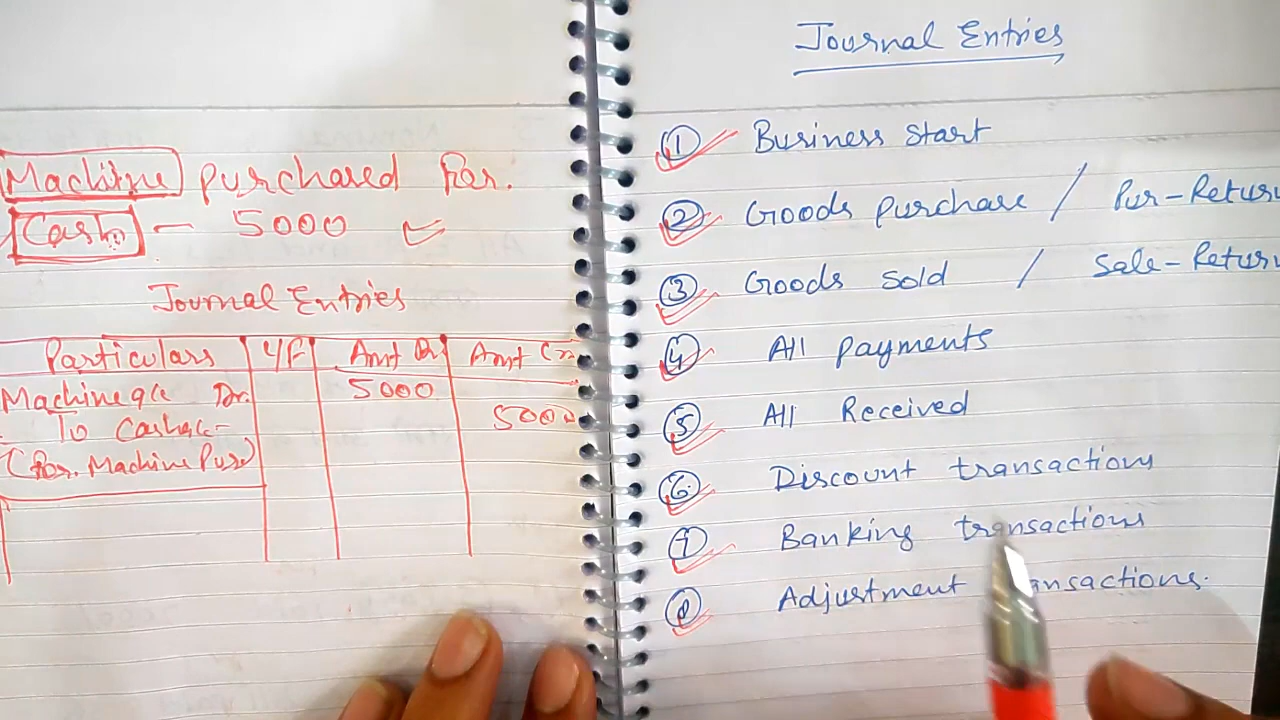 Machine purchased for.
Cash - 5000
Journal Entries
Particulars L/F Amt Dr. Amt Cr.
Machine a/c Dr. 5000
To Cash a/c - 5000
(for. Machine Pur.)
Journal Entries
1 Business Start
2 Goods purchase / Pur-Return
3 Goods Sold / Sale-Return
4 All payments
5 All Received
6 Discount transactions
7 Banking transactions
8 Adjustment ansactions.